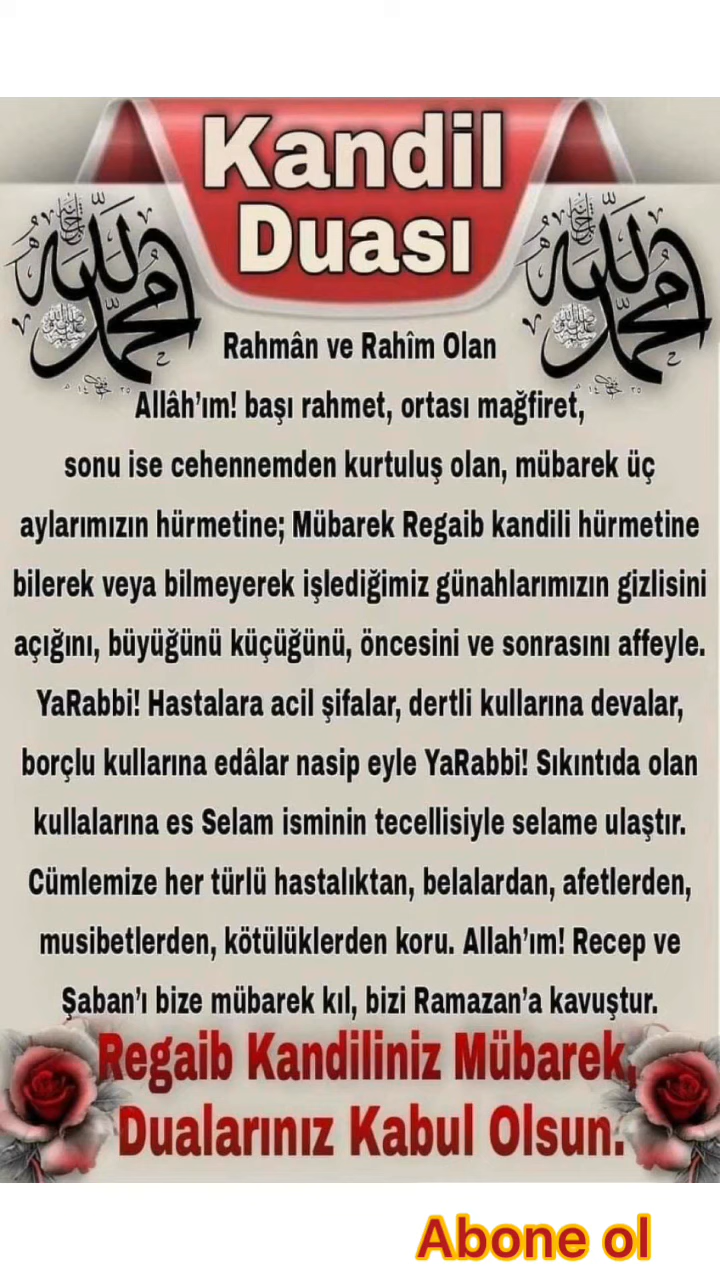 Kandil
Duası
Rahmân ve Rahîm Olan
Allâh'ım! başı rahmet, ortası mağfiret,
sonu ise cehennemden kurtuluş olan, mübarek üç
aylarımızın hürmetine; Mübarek Regaib kandili hürmetine
bilerek veya bilmeyerek işlediğimiz günahlarımızın gizlisini
açığını, büyüğünü küçüğünü, öncesini ve sonrasını affeyle.
YaRabbi! Hastalara acil şifalar, dertli kullarına devalar,
borçlu kullarına edâlar nasip eyle YaRabbi! Sıkıntıda olan
kullalarına es Selam isminin tecellisiyle selame ulaştır.
Cümlemize her türlü hastalıktan, belalardan, afetlerden,
musibetlerden, kötülüklerden koru. Allah'ım! Recep ve
Şaban'ı bize mübarek kıl, bizi Ramazan'a kavuştur.
Regaib Kandiliniz Mübarek,
Dualarınız Kabul Olsun.
Abone ol